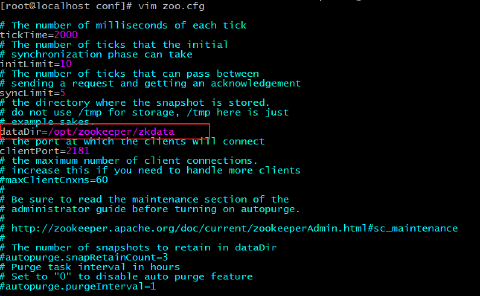 [root@localhost conf]# vim zoo.cfg
# The number of milliseconds of each tick
tickTime=2000
# The number of ticks that the initial
# synchronization phase can take
initLimit=10
# The number of ticks that can pass between
# sending a request and getting an acknowledgement
syncLimit=5
# the directory where the snapshot is stored.
# do not use /tmp for storage, /tmp here is just
# example sakes.
dataDir=/opt/zookeeper/zkdata
# the port at which the clients will connect
clientPort=2181
# the maximum number of client connections.
# increase this if you need to handle more clients
#maxClientCnxns=60
#
# Be sure to read the maintenance section of the
# administrator guide before turning on autopurge.
#
# http://zookeeper.apache.org/doc/current/zookeeperAdmin.html#sc_maintenance
#
# The number of snapshots to retain in dataDir
#autopurge.snapRetainCount=3
# Purge task interval in hours
# Set to "0" to disable auto purge feature
#autopurge.purgeInterval=1